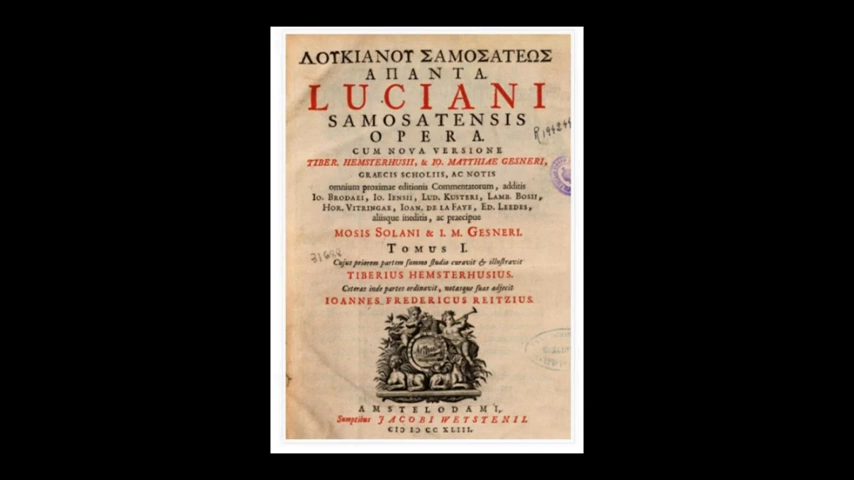 ΛΟΥΚΙΑΝΟΥ ΣΑΜΟΣΑΤΕΩΣ
ΑΠΑΝΤΑ.
LUCIANI
SAMOSATENSIS
OPERA.
CUM NOVA VERSIONE
TIBER. HEMSTERHUSII, & IO. MATTHIAE GESNERI,
GRAECIS SCHOLIIS, AC NOTIS
omnium proximae editionis Commentatorum, additis
IO. BRODAEI, IO. IENSII, LUD. KUSTERI, LAMB. BOSII,
HOR. VITRINGAE, IOAN. DE LA FAYE, ED. LEEDES,
aliisque ineditis, ac praecipue
MOSIS SOLANI & I. M. GESNERI.
TOMUS I.
Cujus priorem partem summo studio curavit & illustravit
TIBERIUS HEMSTERHUSIUS.
Ceteras inde partes ordinavit, notasque suas adjecit
IOANNES FREDERICUS REITZIUS.
AMSTELODAMI,
Sumptibus JACOBI WETSTENII.
CIↃ IↃ CC XLIII.